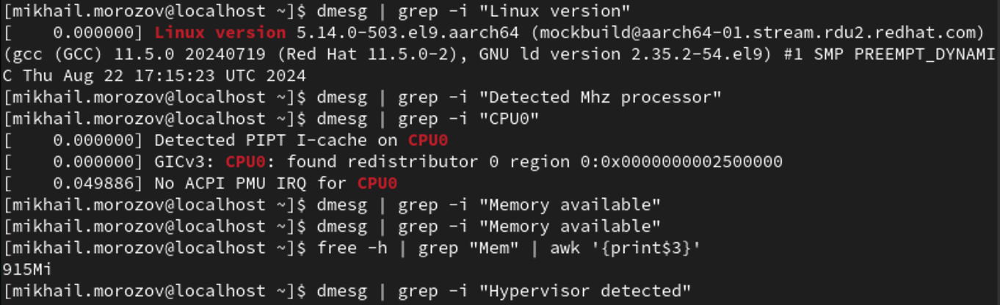 [mikhail.morozov@localhost ~]$ dmesg | grep -i "Linux version"
[    0.000000] Linux version 5.14.0-503.el9.aarch64 (mockbuild@aarch64-01.stream.rdu2.redhat.com)
(gcc (GCC) 11.5.0 20240719 (Red Hat 11.5.0-2), GNU ld version 2.35.2-54.el9) #1 SMP PREEMPT_DYNAMI
C Thu Aug 22 17:15:23 UTC 2024
[mikhail.morozov@localhost ~]$ dmesg | grep -i "Detected Mhz processor"
[mikhail.morozov@localhost ~]$ dmesg | grep -i "CPU0"
[    0.000000] Detected PIPT I-cache on CPU0
[    0.000000] GICv3: CPU0: found redistributor 0 region 0:0x0000000002500000
[    0.049886] No ACPI PMU IRQ for CPU0
[mikhail.morozov@localhost ~]$ dmesg | grep -i "Memory available"
[mikhail.morozov@localhost ~]$ dmesg | grep -i "Memory available"
[mikhail.morozov@localhost ~]$ free -h | grep "Mem" | awk '{print$3}'
915Mi
[mikhail.morozov@localhost ~]$ dmesg | grep -i "Hypervisor detected"